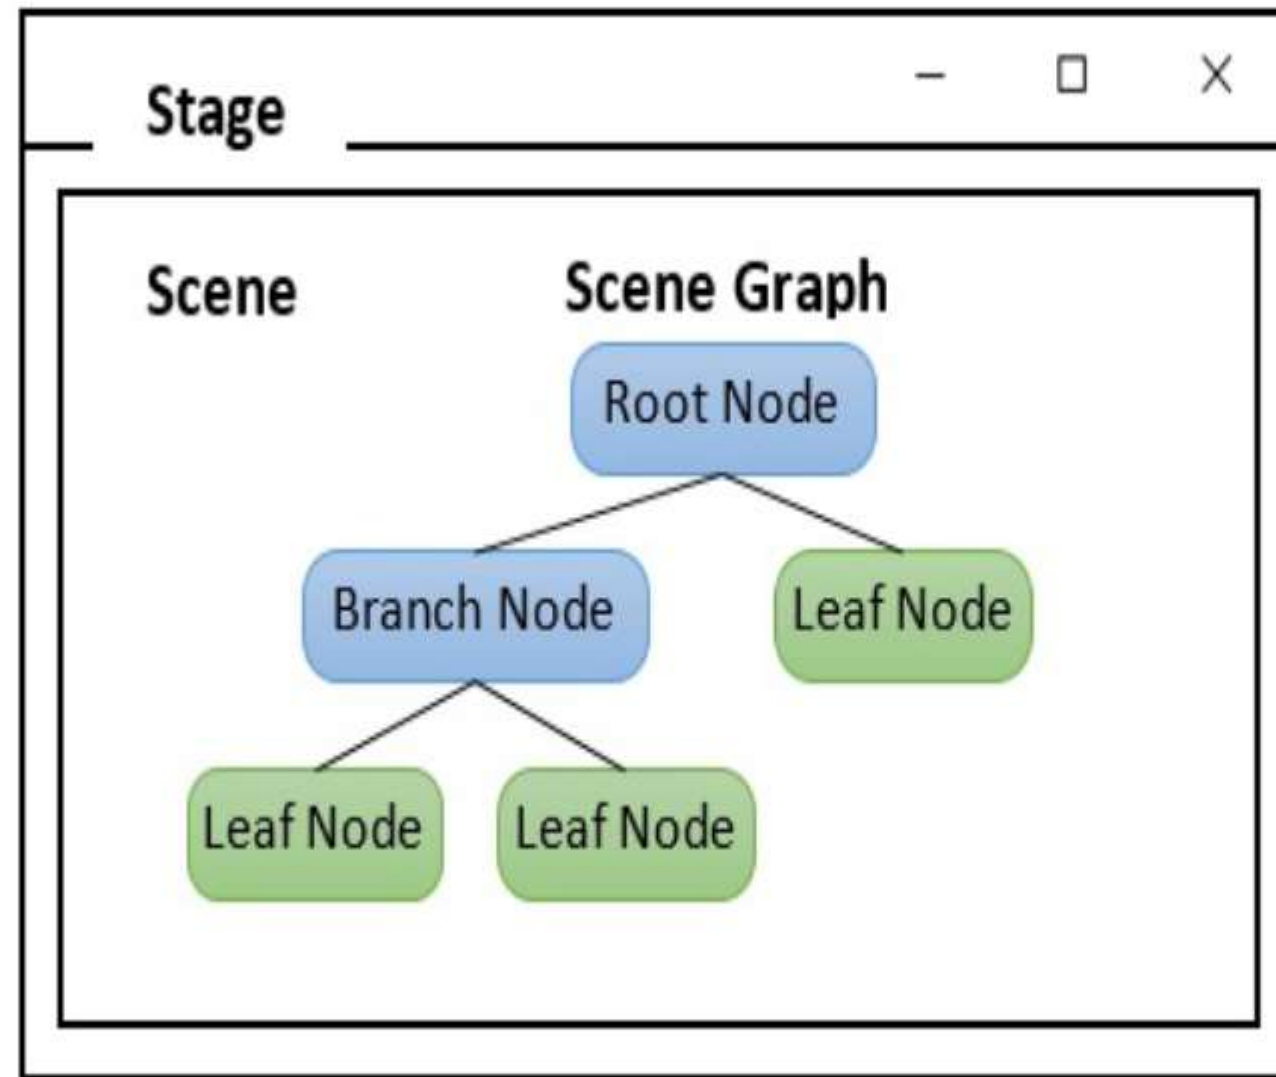 Stage
Scene
Scene Graph
Root Node
Branch Node
Leaf Node
Leaf Node
Leaf Node